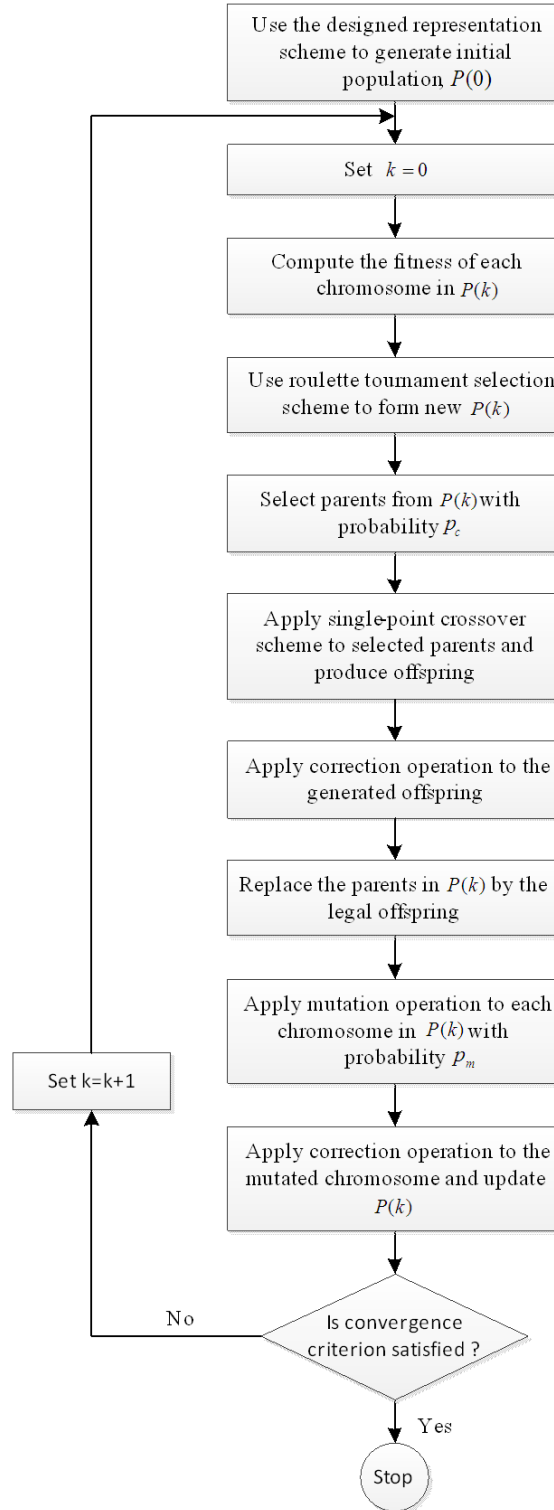 Use the designed representation
scheme to generate initial
population, P(0)
Set k = 0
Compute the fitness of each
chromosome in P(k)
Use roulette tournament selection
scheme to form new P(k)
Select parents from P(k) with
probability p_c
Apply single-point crossover
scheme to selected parents and
produce offspring
Apply correction operation to the
generated offspring
Replace the parents in P(k) by the
legal offspring
Apply mutation operation to each
chromosome in P(k) with
probability p_m
Set k=k+1
Apply correction operation to the
mutated chromosome and update
P(k)
No
Is convergence
criterion satisfied ?
Yes
Stop